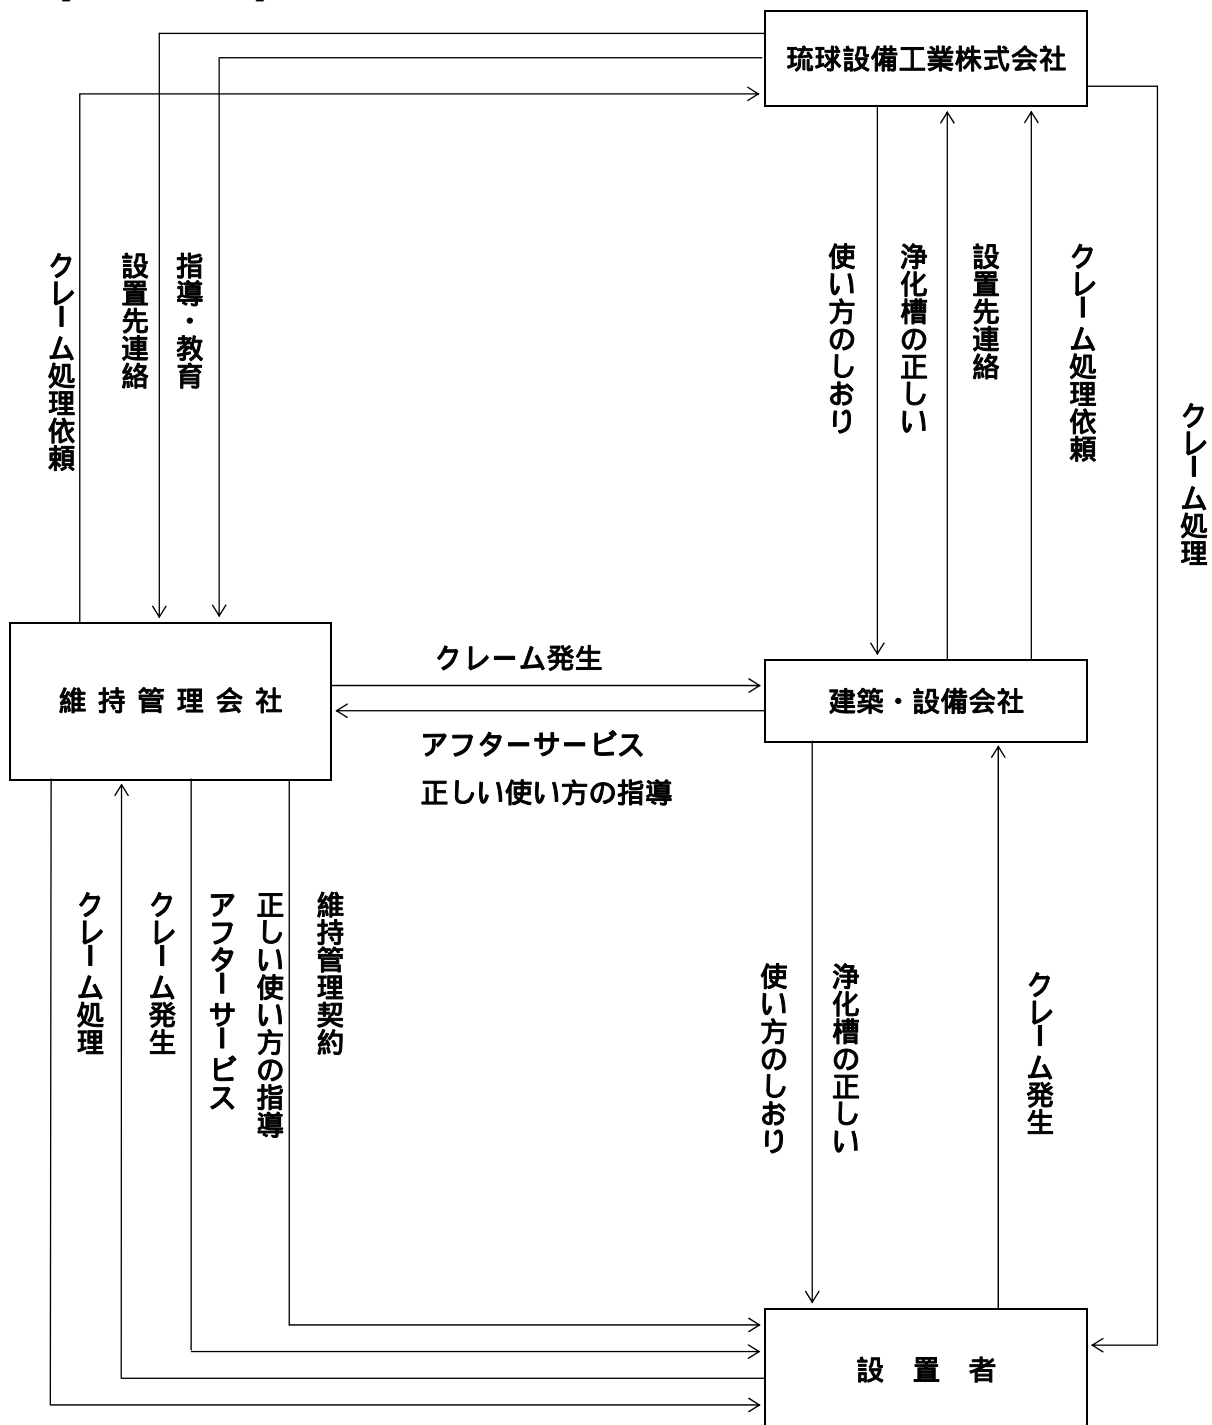 琉球設備工業株式会社
クレーム処理依頼
設置先連絡
指導・教育
浄化槽の正しい
使い方のしおり
設置先連絡
クレーム処理依頼
クレーム処理
維持管理会社
クレーム発生
アフターサービス
正しい使い方の指導
建築・設備会社
クレーム処理
クレーム発生
アフターサービス
正しい使い方の指導
維持管理契約
浄化槽の正しい
使い方のしおり
クレーム発生
設置者